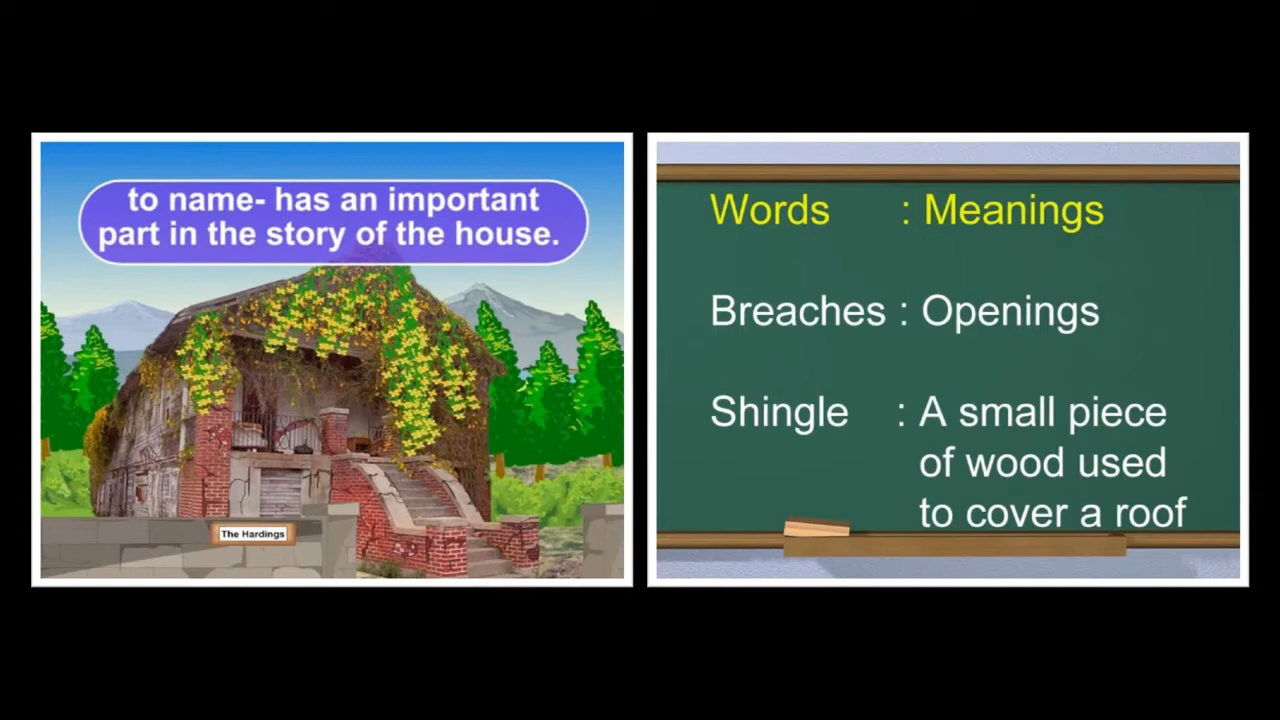 to name- has an important
part in the story of the house.
The Hardings
Words : Meanings
Breaches : Openings
Shingle : A small piece
of wood used
to cover a roof